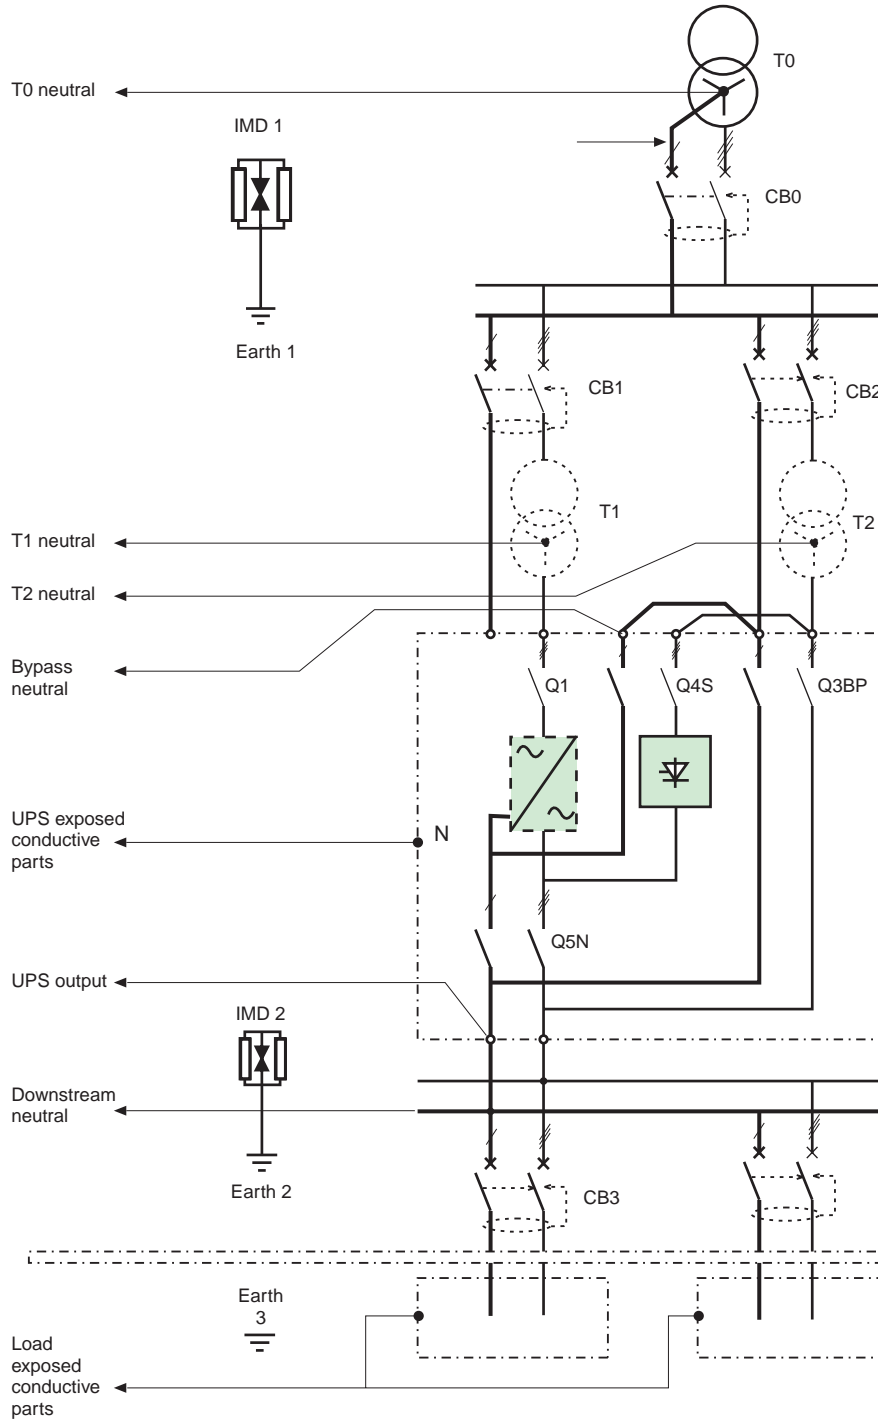 T0
T0 neutral
IMD 1
CB0
Earth 1
CB1
CB2
T1
T2
T1 neutral
T2 neutral
Bypass
neutral
Q1
Q4S
Q3BP
UPS exposed
conductive
parts
N
Q5N
UPS output
IMD 2
Downstream
neutral
Earth 2
CB3
Earth
3
Load
exposed
conductive
parts